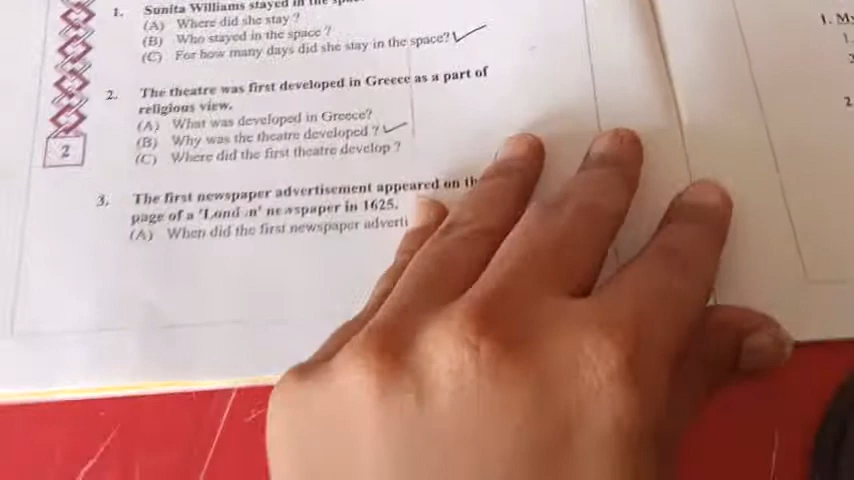 1. Sunita Williams stayed in the
(A) Where did she stay ?
(B) Who stayed in the space ?
(C) For how many days did she stay in the space?
2. The theatre was first developed in Greece as a part of
religious view.
(A) What was developed in Greece?
(B) Why was the theatre developed ?
(C) Where did the first theatre develop ?
2
3. The first newspaper advertisement appeared on
page of a 'London' newspaper in 1625.
(A) When did the first newspaper
1.
1.
2